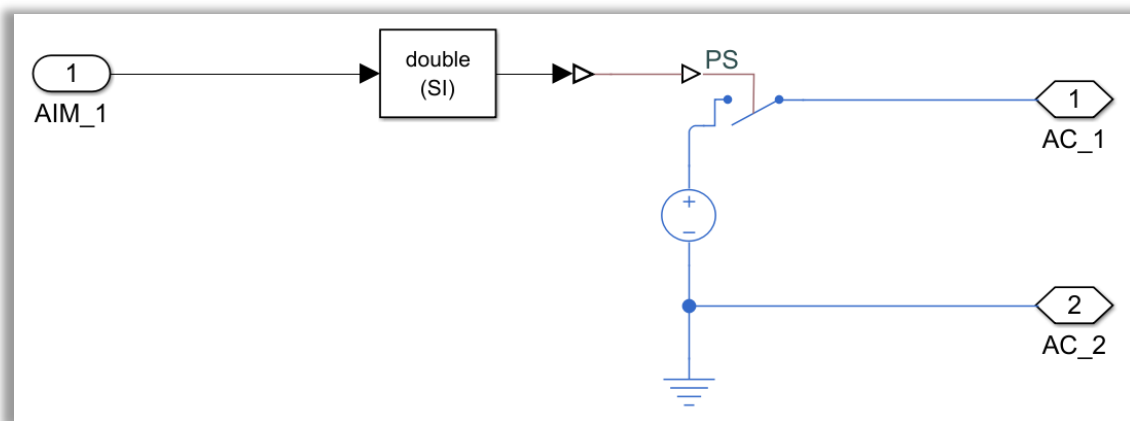 1
AIM_1
double
(SI)
PS
1
AC_1
+
−
2
AC_2